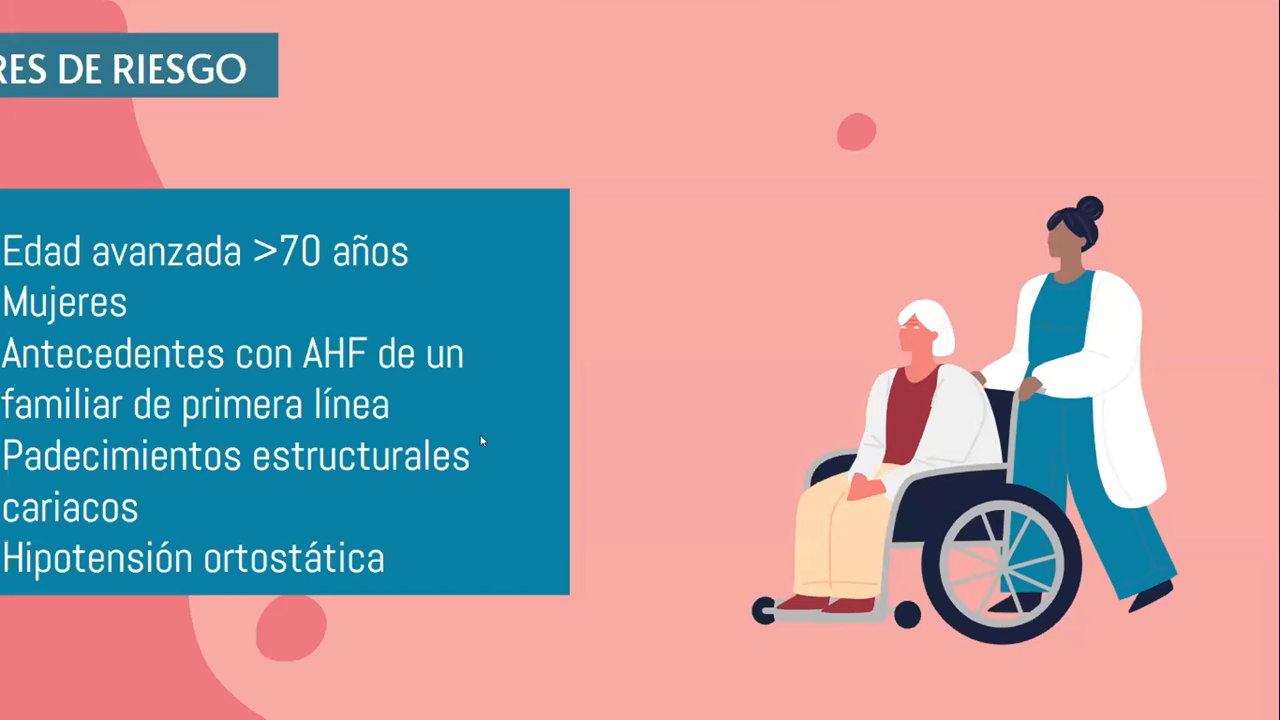 RES DE RIESGO
Edad avanzada >70 años
Mujeres
Antecedentes con AHF de un
familiar de primera línea
Padecimientos estructurales
cariacos
Hipotensión ortostática